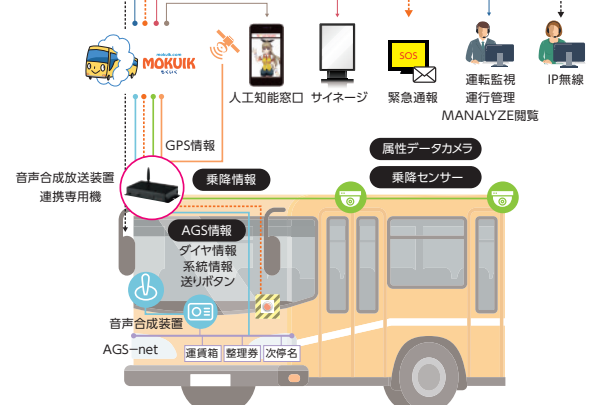 SOS
mokuik.com
MOKUIK
もくいく
人工知能窓口
サイネージ
緊急通報
運転監視
運行管理
MANALYZE閲覧
IP無線
GPS情報
属性データカメラ
音声合成放送装置
連携専用機
乗降情報
乗降センサー
AGS情報
ダイヤ情報
系統情報
送りボタン
音声合成装置
AGS-net
運賃箱
整理券
次停名